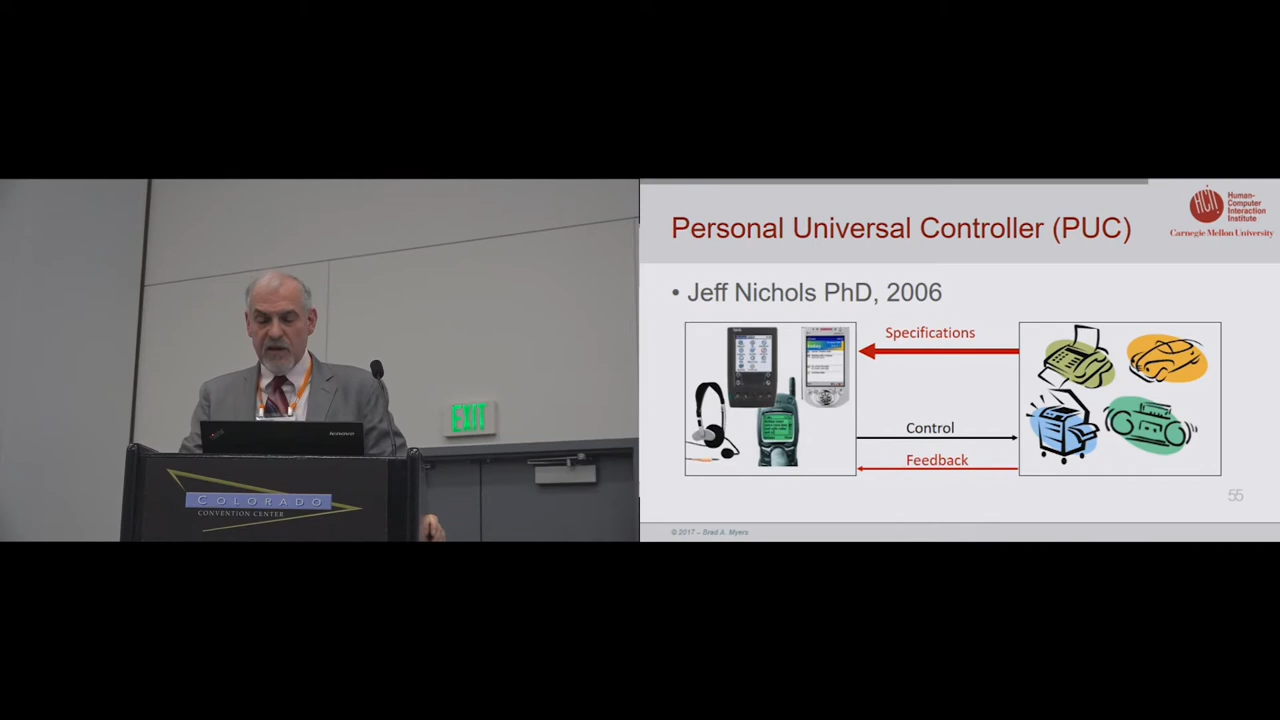 EXIT
lenovo
COLORADO
CONVENTION CENTER
Personal Universal Controller (PUC)
Human-
Computer
Interaction
Institute
Carnegie Mellon University
• Jeff Nichols PhD, 2006
Specifications
Control
Feedback
55
© 2017 – Brad A. Myers